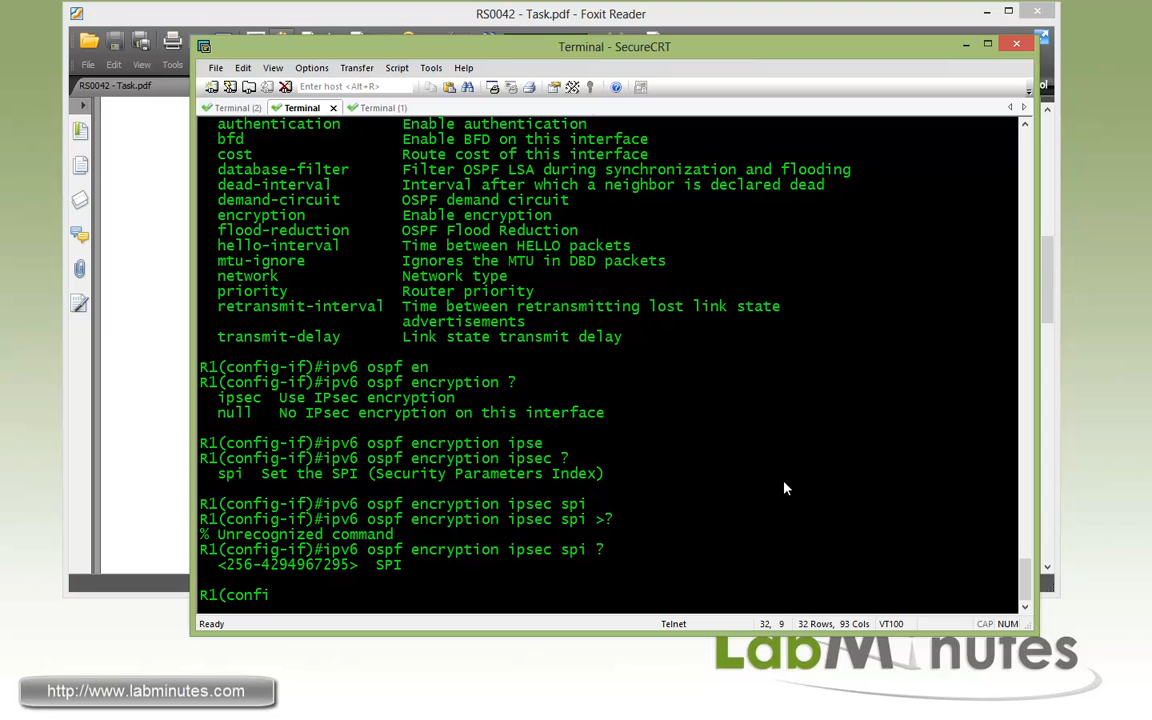 RS0042 - Task.pdf - Foxit Reader
File Edit View Tools
RS0042 - Task.pdf
Terminal - SecureCRT
File Edit View Options Transfer Script Tools Help
Enter host <Alt+R>
Terminal (2) Terminal Terminal (1)
authentication Enable authentication
bfd Enable BFD on this interface
cost Route cost of this interface
database-filter Filter OSPF LSA during synchronization and flooding
dead-interval Interval after which a neighbor is declared dead
demand-circuit OSPF demand circuit
encryption Enable encryption
flood-reduction OSPF Flood Reduction
hello-interval Time between HELLO packets
mtu-ignore Ignores the MTU in DBD packets
network Network type
priority Router priority
retransmit-interval Time between retransmitting lost link state
advertisements
transmit-delay Link state transmit delay
R1(config-if)#ipv6 ospf en
R1(config-if)#ipv6 ospf encryption ?
ipsec Use IPsec encryption
null No IPsec encryption on this interface
R1(config-if)#ipv6 ospf encryption ipse
R1(config-if)#ipv6 ospf encryption ipsec ?
spi Set the SPI (Security Parameters Index)
R1(config-if)#ipv6 ospf encryption ipsec spi
R1(config-if)#ipv6 ospf encryption ipsec spi >?
% Unrecognized command
R1(config-if)#ipv6 ospf encryption ipsec spi ?
<256-4294967295> SPI
R1(confi
Ready Telnet 32, 9 32 Rows, 93 Cols VT100 CAP NUM
LabMinutes
http://www.labminutes.com